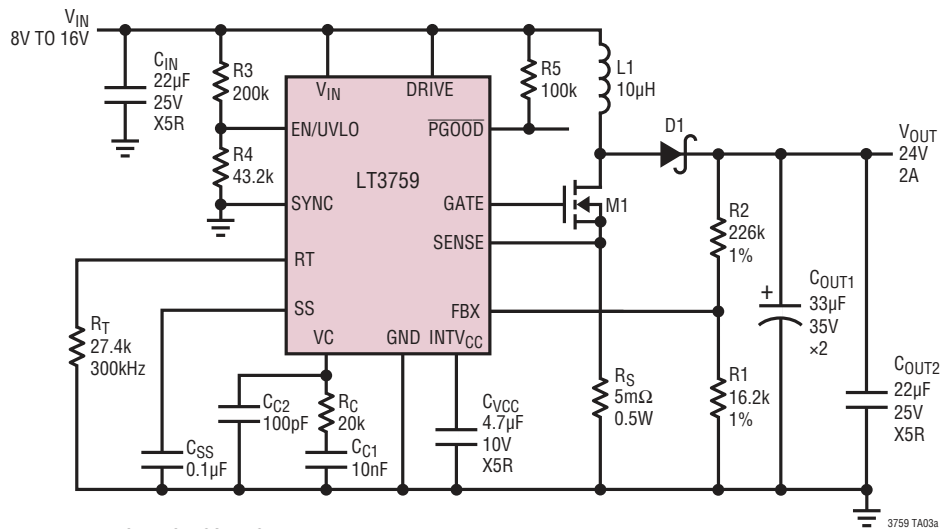 VIN
8V TO 16V
CIN
22µF
25V
X5R
R3
200k
R4
43.2k
VIN
DRIVE
EN/UVLO
PGOOD
LT3759
SYNC
GATE
SENSE
RT
SS
FBX
VC
GND
INTVCC
R5
100k
L1
10µH
D1
M1
VOUT
24V
2A
R2
226k
1%
+
COUT1
33µF
35V
×2
COUT2
22µF
25V
X5R
R1
16.2k
1%
RS
5mΩ
0.5W
RT
27.4k
300kHz
CSS
0.1µF
CC2
100pF
RC
20k
CC1
10nF
CVCC
4.7µF
10V
X5R
3759 TA03a